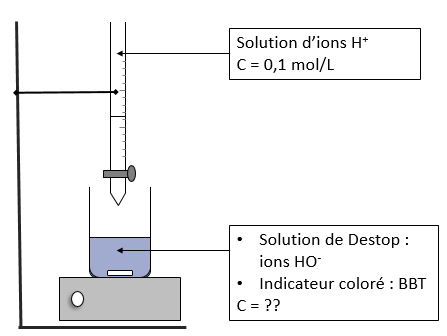 Solution d'ions H⁺
C = 0,1 mol/L
• Solution de Destop :
ions HO⁻
• Indicateur coloré : BBT
C = ??